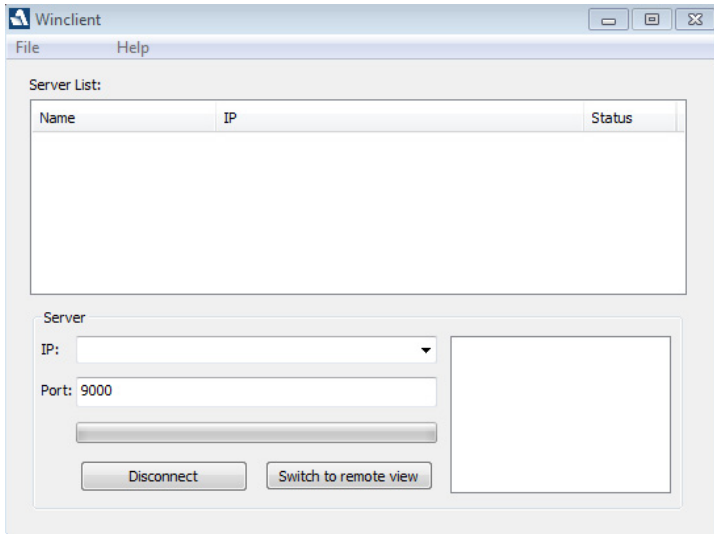 Winclient
File Help
Server List:
Name IP Status
Server
IP:
Port: 9000
Disconnect Switch to remote view